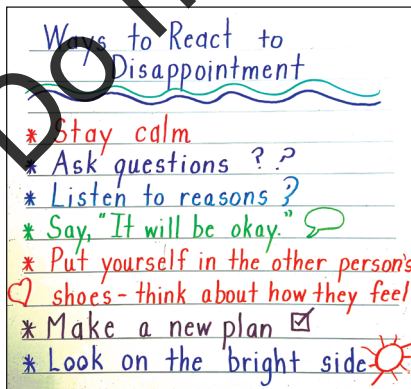 Ways to React to
Disappointment
* Stay calm
* Ask questions ? ?
* Listen to reasons
* Say, "It will be okay."
* Put yourself in the other person's
shoes - think about how they feel
* Make a new plan
* Look on the bright side
Do